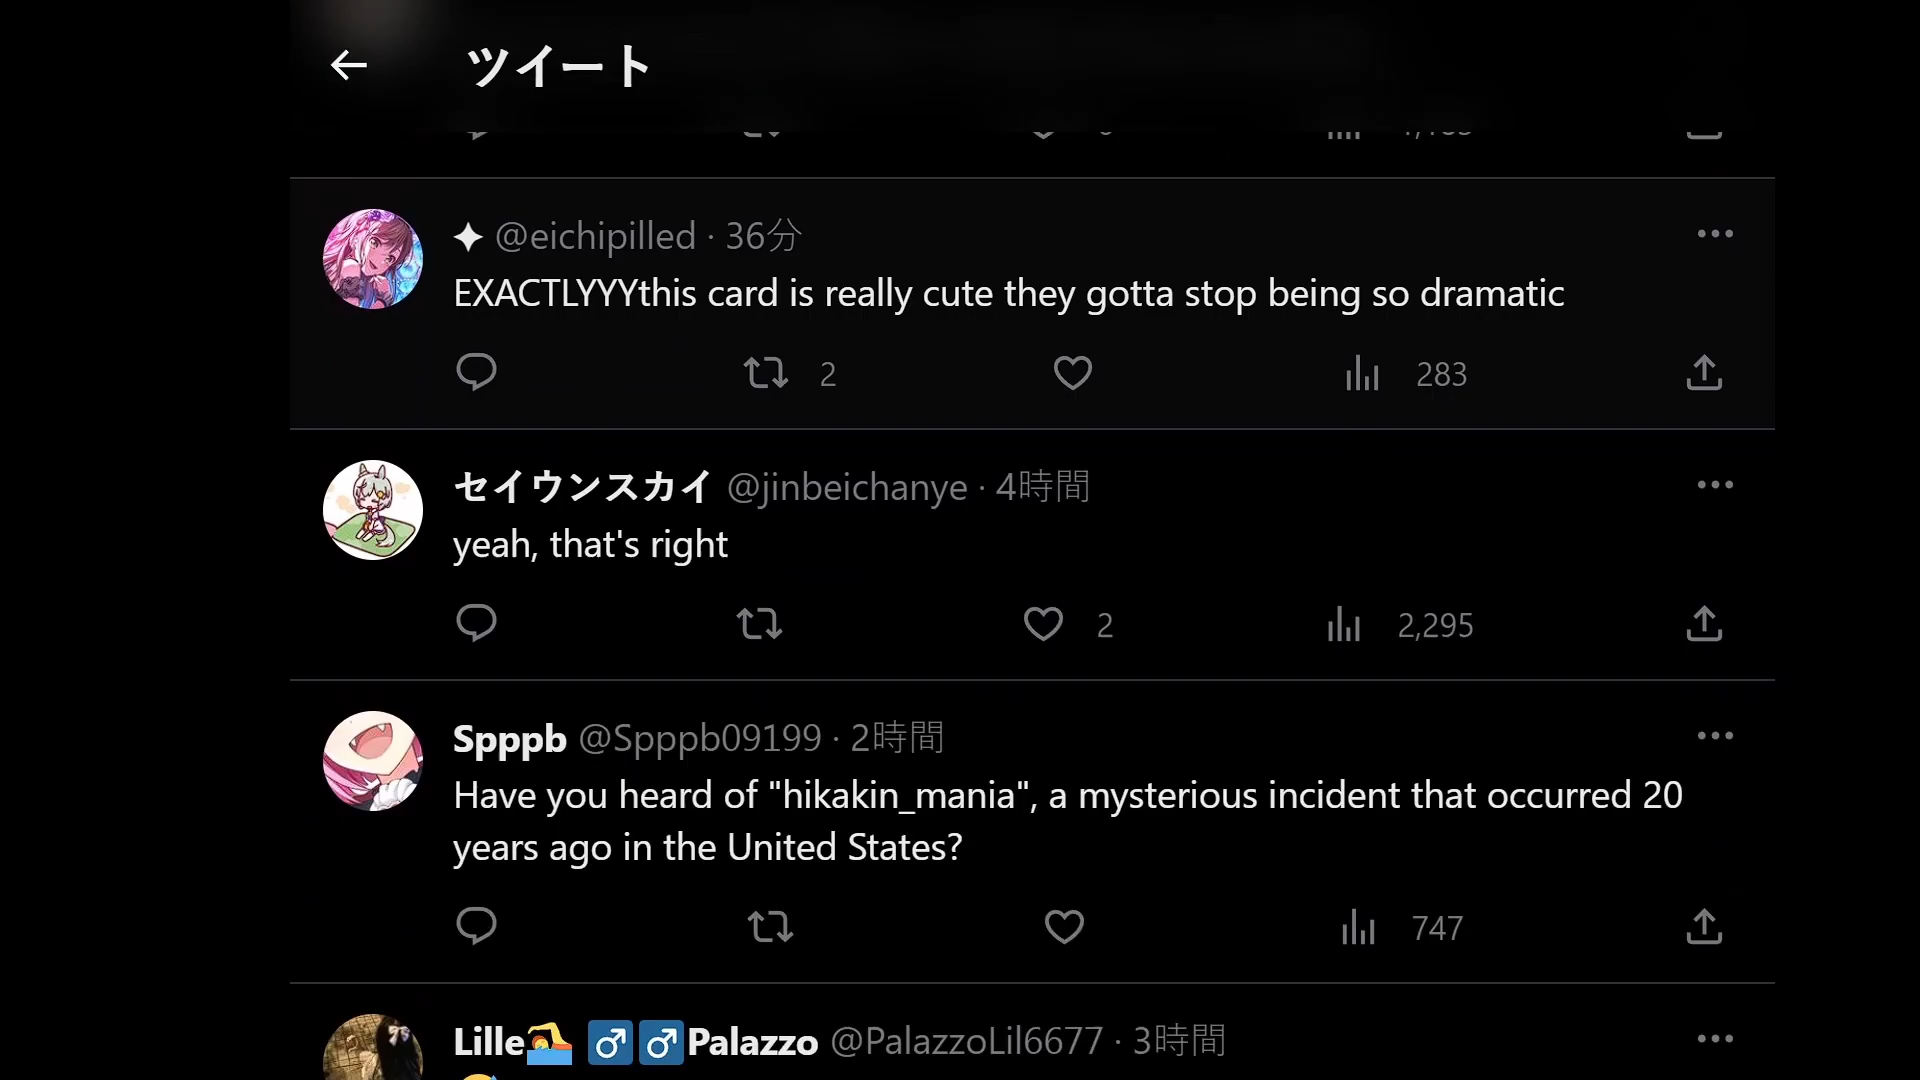 ツイート
✦ @eichipilled · 36分
EXACTLYYYthis card is really cute they gotta stop being so dramatic
2 283
セイウンスカイ @jinbeichanye · 4時間
yeah, that's right
2 2,295
Spppb @Spppb09199 · 2時間
Have you heard of "hikakin_mania", a mysterious incident that occurred 20
years ago in the United States?
747
Lille🏊♂️♂️Palazzo @PalazzoLil6677 · 3時間